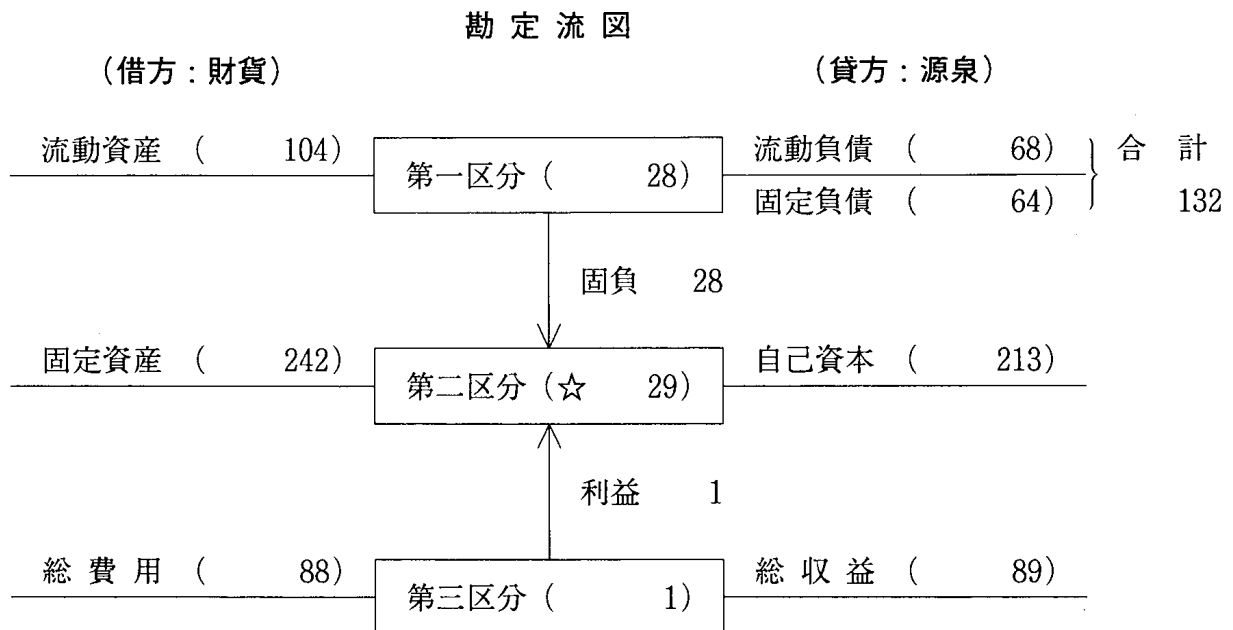 勘定流図
(借方:財貨) (貸方:源泉)
流動資産 ( 104) 第一区分 ( 28) 流動負債 ( 68) 合計
固定負債 ( 64) 132
固負 28
固定資産 ( 242) 第二区分 (☆ 29) 自己資本 ( 213)
利益 1
総費用 ( 88) 第三区分 ( 1) 総収益 ( 89)